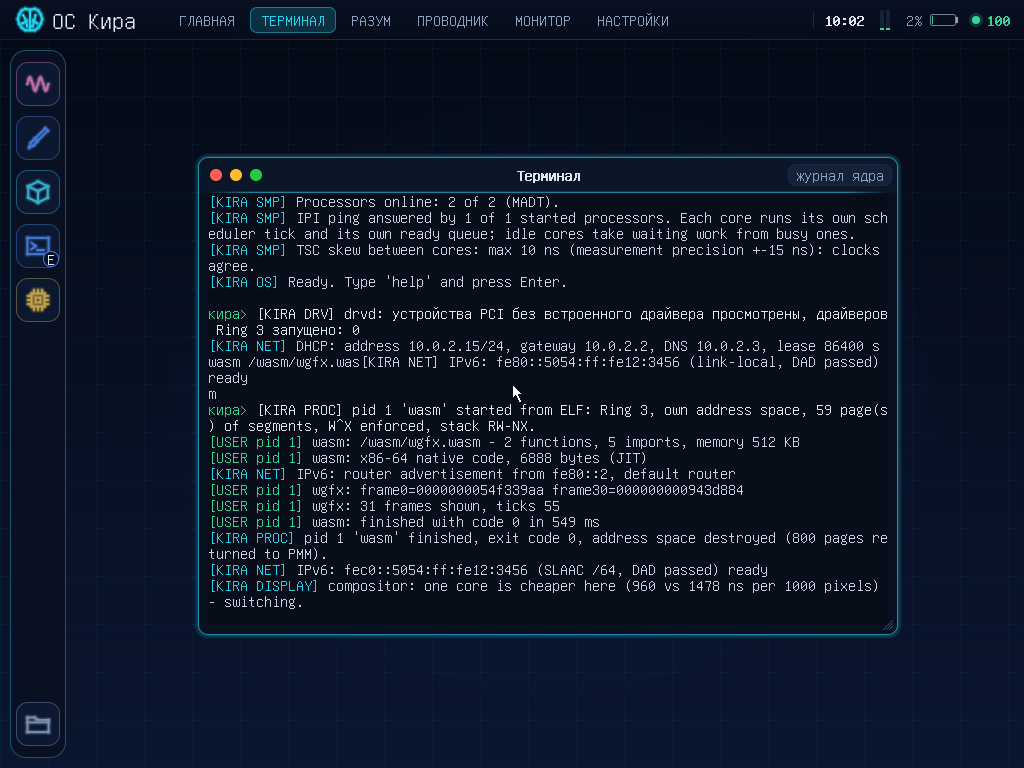 ОС Кира
ГЛАВНАЯ ТЕРМИНАЛ РАЗУМ ПРОВОДНИК МОНИТОР НАСТРОЙКИ
10:02 2% 100
E
Терминал
журнал ядра
[KIRA SMP] Processors online: 2 of 2 (MADT).
[KIRA SMP] IPI ping answered by 1 of 1 started processors. Each core runs its own sch
eduler tick and its own ready queue; idle cores take waiting work from busy ones.
[KIRA SMP] TSC skew between cores: max 10 ns (measurement precision +-15 ns): clocks
agree.
[KIRA OS] Ready. Type 'help' and press Enter.
кира> [KIRA DRV] drvd: устройства PCI без встроенного драйвера просмотрены, драйверов
Ring 3 запущено: 0
[KIRA NET] DHCP: address 10.0.2.15/24, gateway 10.0.2.2, DNS 10.0.2.3, lease 86400 s
wasm /wasm/wgfx.was[KIRA NET] IPv6: fe80::5054:ff:fe12:3456 (link-local, DAD passed)
ready
m
кира> [KIRA PROC] pid 1 'wasm' started from ELF: Ring 3, own address space, 59 page(s
) of segments, W^X enforced, stack RW-NX.
[USER pid 1] wasm: /wasm/wgfx.wasm - 2 functions, 5 imports, memory 512 KB
[USER pid 1] wasm: x86-64 native code, 6888 bytes (JIT)
[KIRA NET] IPv6: router advertisement from fe80::2, default router
[USER pid 1] wgfx: frame0=0000000054f339aa frame30=000000000943d884
[USER pid 1] wgfx: 31 frames shown, ticks 55
[USER pid 1] wasm: finished with code 0 in 549 ms
[KIRA PROC] pid 1 'wasm' finished, exit code 0, address space destroyed (800 pages re
turned to PMM).
[KIRA NET] IPv6: fec0::5054:ff:fe12:3456 (SLAAC /64, DAD passed) ready
[KIRA DISPLAY] compositor: one core is cheaper here (960 vs 1478 ns per 1000 pixels)
- switching.